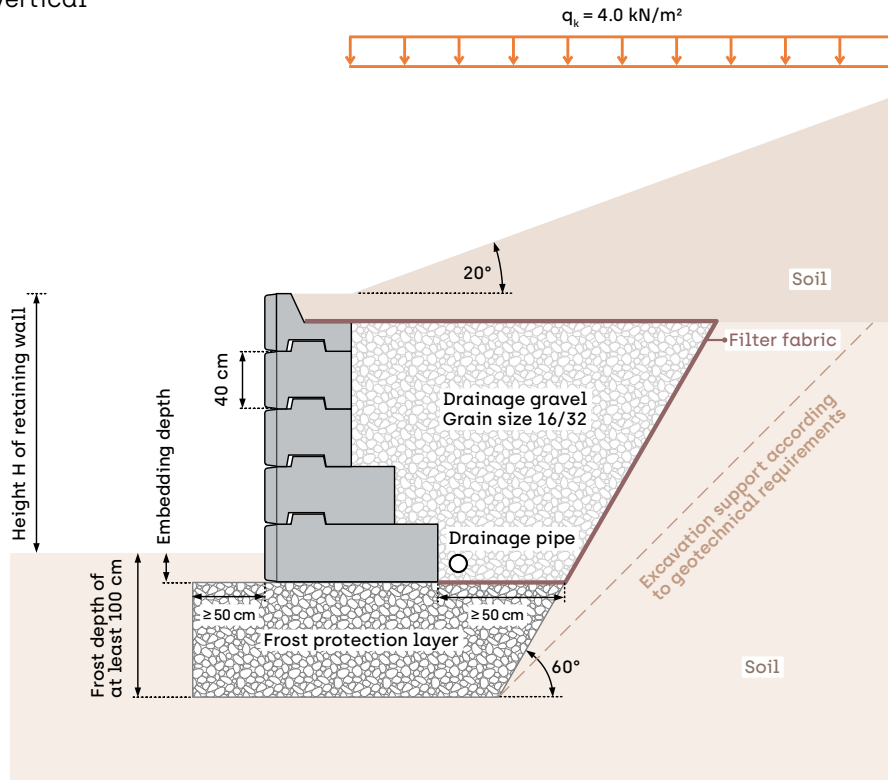 vertical
qk = 4.0 kN/m²
20°
Soil
Filter fabric
Height H of retaining wall
40 cm
Embedding depth
Drainage gravel
Grain size 16/32
Drainage pipe
Excavation support according
to geotechnical requirements
Frost depth of
at least 100 cm
≥ 50 cm
≥ 50 cm
Frost protection layer
60°
Soil